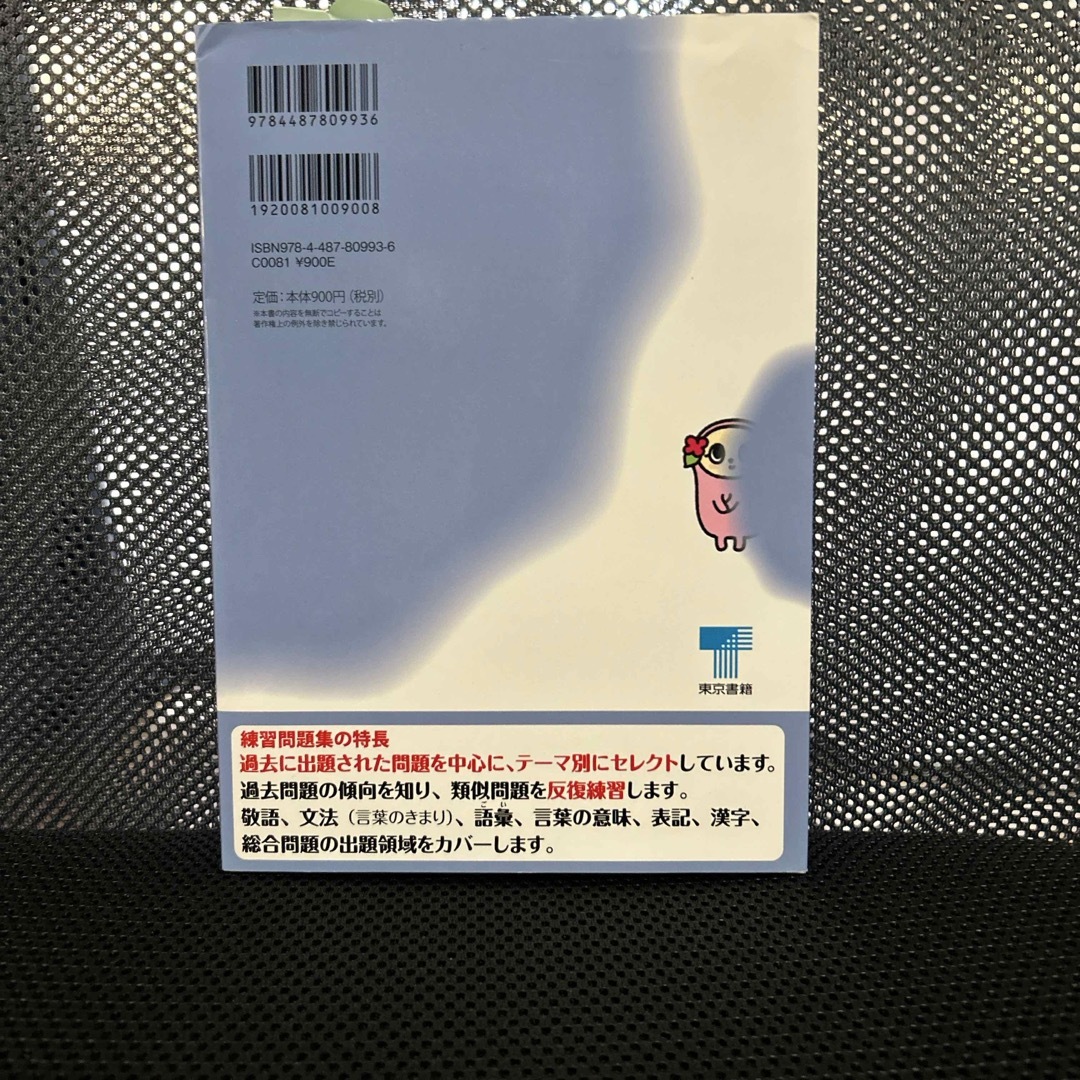 9784487809936
1920081009008
ISBN978-4-487-80993-6
C0081 ¥900E
定価：本体900円（税別）
※本書の内容を無断でコピーすることは
著作権上の例外を除き禁じられています。
東京書籍
練習問題集の特長
過去に出題された問題を中心に、テーマ別にセレクトしています。
過去問題の傾向を知り、類似問題を反復練習します。
ごい
敬語、文法（言葉のきまり）、語彙、言葉の意味、表記、漢字、
総合問題の出題領域をカバーします。